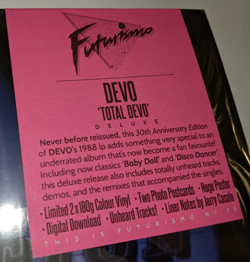 Futurismo
DEVO
'TOTAL DEVO'
DELUXE
Never before reissued, this 30th Anniversary Edition
of DEVO's 1988 lp adds something very special to an
underrated album that's now become a fan favourite!
Including now classics 'Baby Doll' and 'Disco Dancer'.
this deluxe release also includes totally unheard tracks,
demos, and the remixes that accompanied the singles.
· Limited 2x180g Colour Vinyl · Two Photo Postcards · Huge Poster
· Digital Download · Unheard Tracks! · Liner Notes by Jerry Casale
THIS IS FUTURISMO Nº